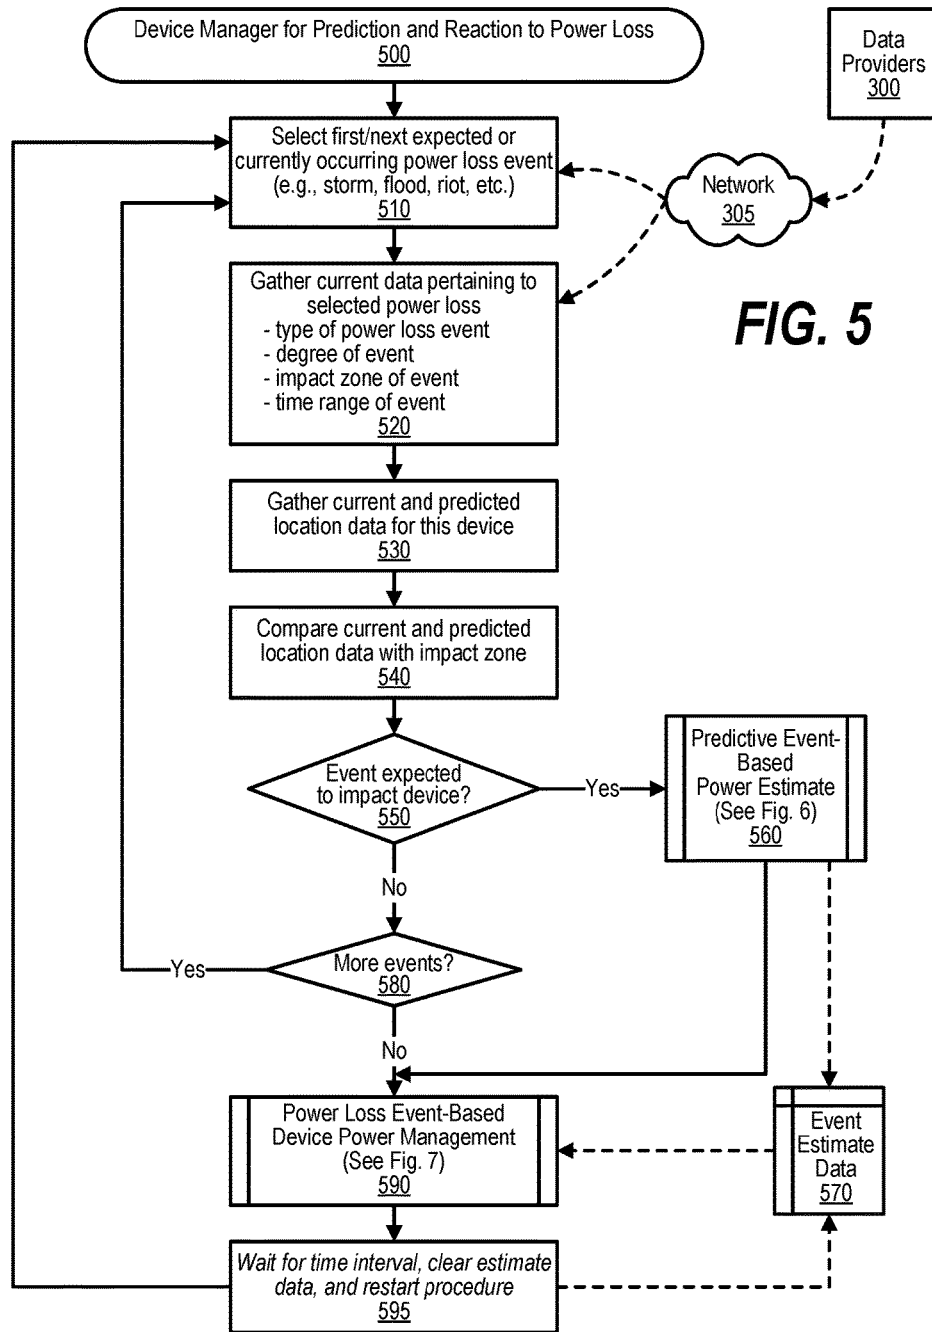 Device Manager for Prediction and Reaction to Power Loss
500
Data
Providers
300
Select first/next expected or
currently occurring power loss event
(e.g., storm, flood, riot, etc.)
510
Network
305
Gather current data pertaining to
selected power loss
- type of power loss event
- degree of event
- impact zone of event
- time range of event
520
FIG. 5
Gather current and predicted
location data for this device
530
Compare current and predicted
location data with impact zone
540
Event expected
to impact device?
550
Yes
Predictive Event-
Based
Power Estimate
(See Fig. 6)
560
No
More events?
580
Yes
No
Power Loss Event-Based
Device Power Management
(See Fig. 7)
590
Event
Estimate
Data
570
Wait for time interval, clear estimate
data, and restart procedure
595